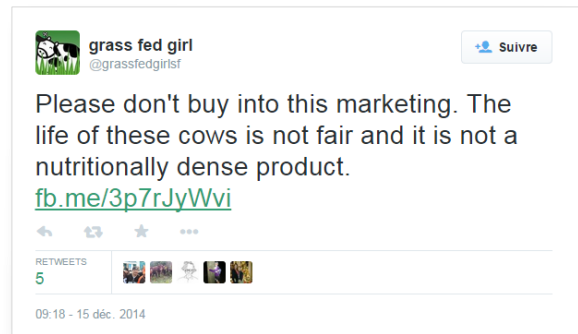 grass fed girl
@grassfedgirlsf
Suivre
Please don't buy into this marketing. The
life of these cows is not fair and it is not a
nutritionally dense product.
fb.me/3p7rJyWvi
RETWEETS
5
09:18 - 15 déc. 2014